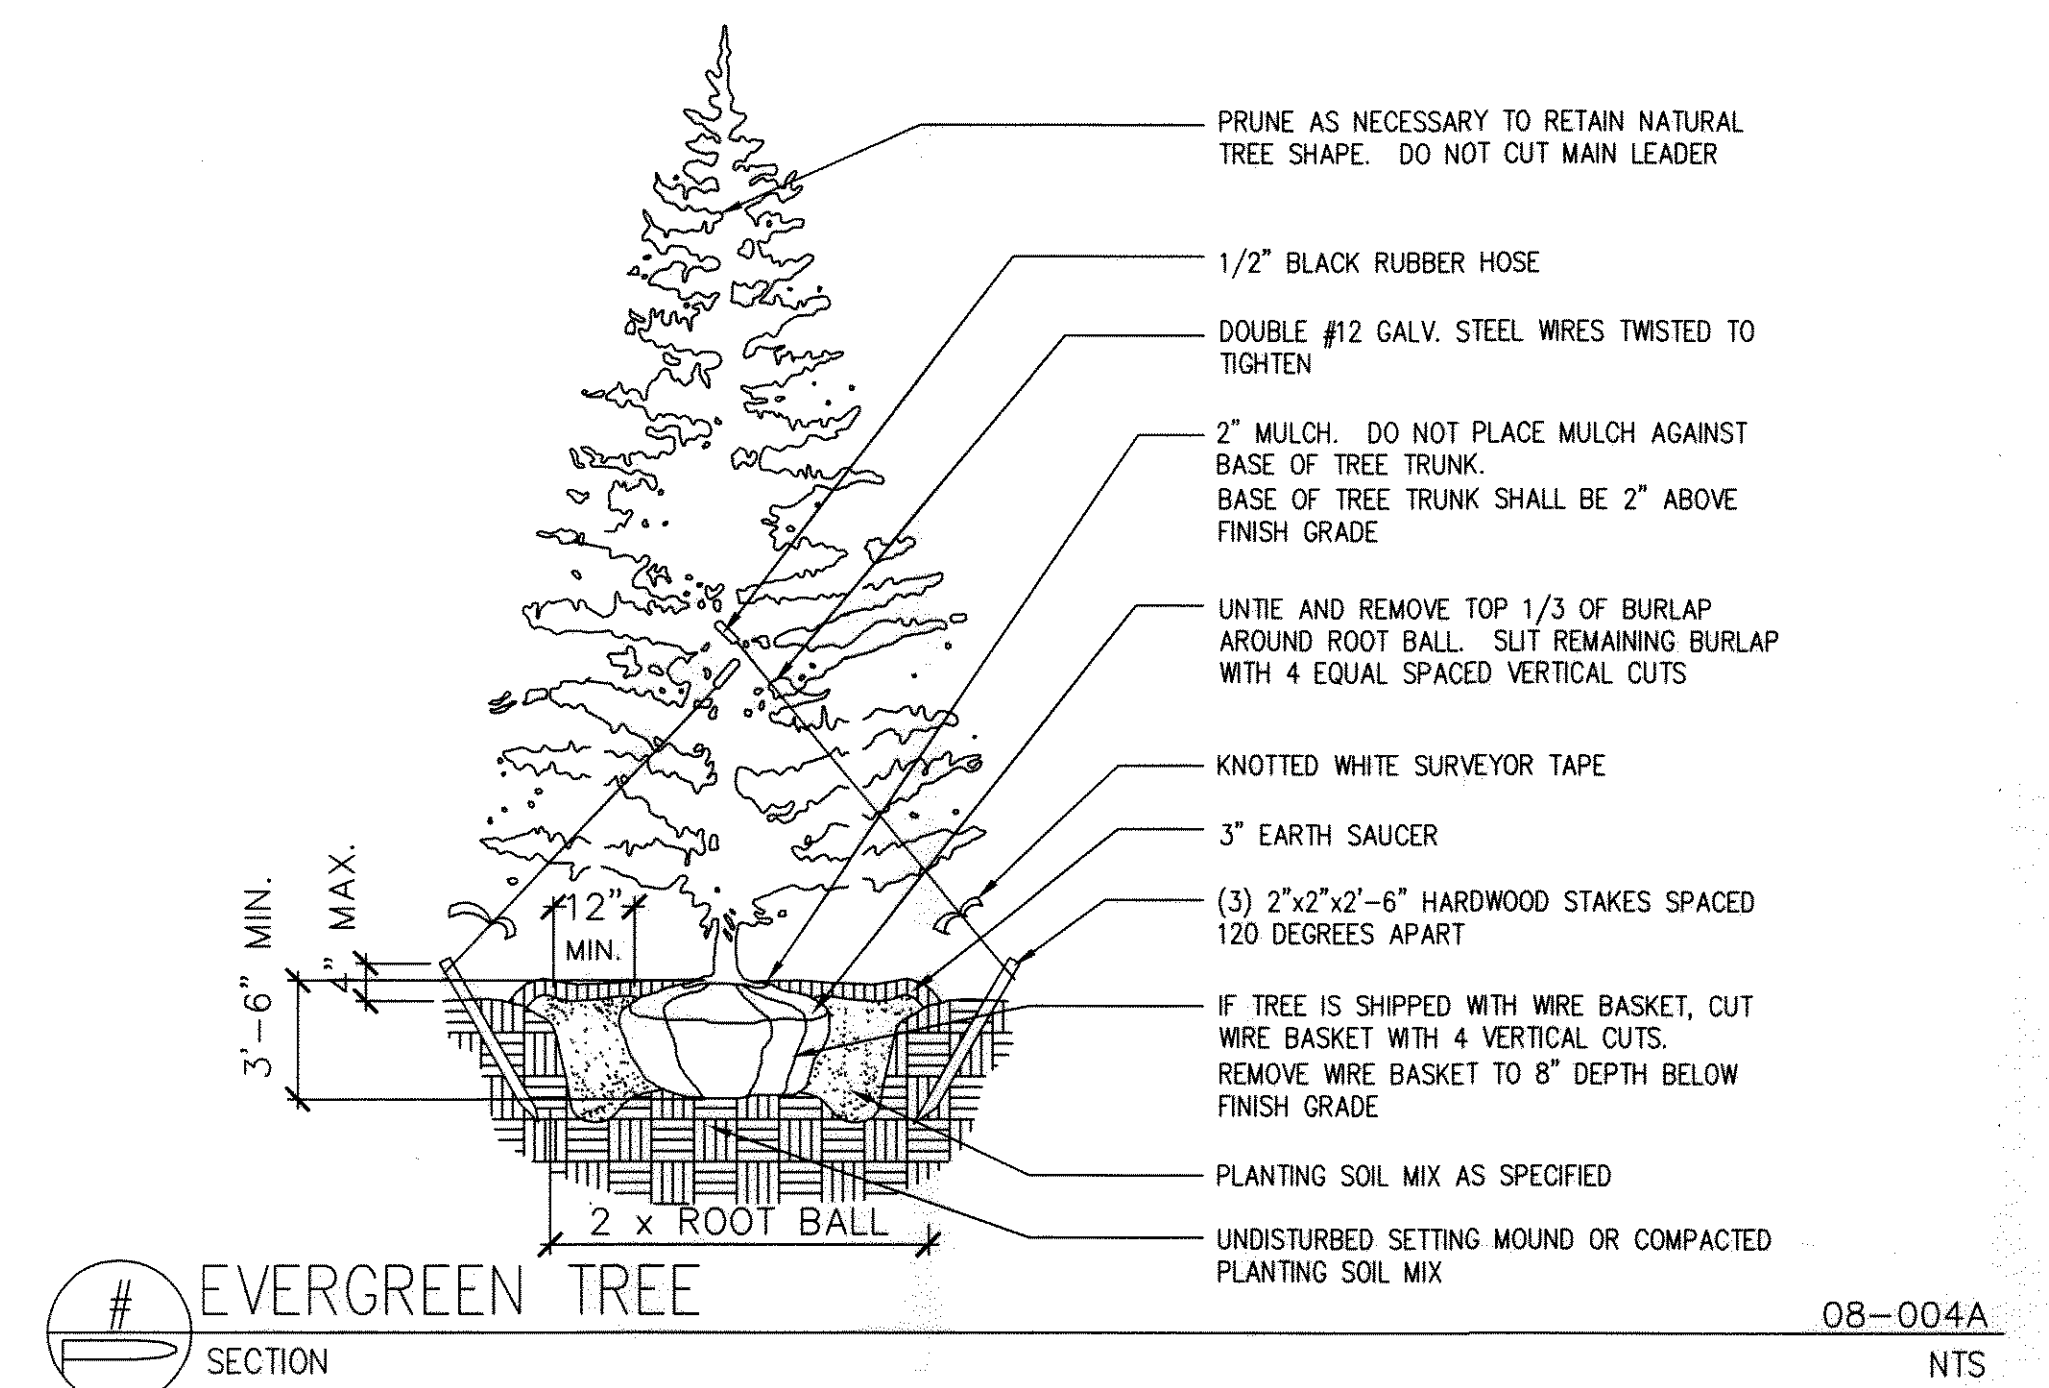 PRUNE AS NECESSARY TO RETAIN NATURAL
TREE SHAPE. DO NOT CUT MAIN LEADER
1/2" BLACK RUBBER HOSE
DOUBLE #12 GALV. STEEL WIRES TWISTED TO
TIGHTEN
2" MULCH. DO NOT PLACE MULCH AGAINST
BASE OF TREE TRUNK.
BASE OF TREE TRUNK SHALL BE 2" ABOVE
FINISH GRADE
UNTIE AND REMOVE TOP 1/3 OF BURLAP
AROUND ROOT BALL. SLIT REMAINING BURLAP
WITH 4 EQUAL SPACED VERTICAL CUTS
KNOTTED WHITE SURVEYOR TAPE
3" EARTH SAUCER
(3) 2"x2"x2'-6" HARDWOOD STAKES SPACED
120 DEGREES APART
IF TREE IS SHIPPED WITH WIRE BASKET, CUT
WIRE BASKET WITH 4 VERTICAL CUTS.
REMOVE WIRE BASKET TO 8" DEPTH BELOW
FINISH GRADE
PLANTING SOIL MIX AS SPECIFIED
UNDISTURBED SETTING MOUND OR COMPACTED
PLANTING SOIL MIX
3'-6" MIN.
4" MAX.
12"
MIN.
2 x ROOT BALL
#
EVERGREEN TREE
SECTION
08-004A
NTS